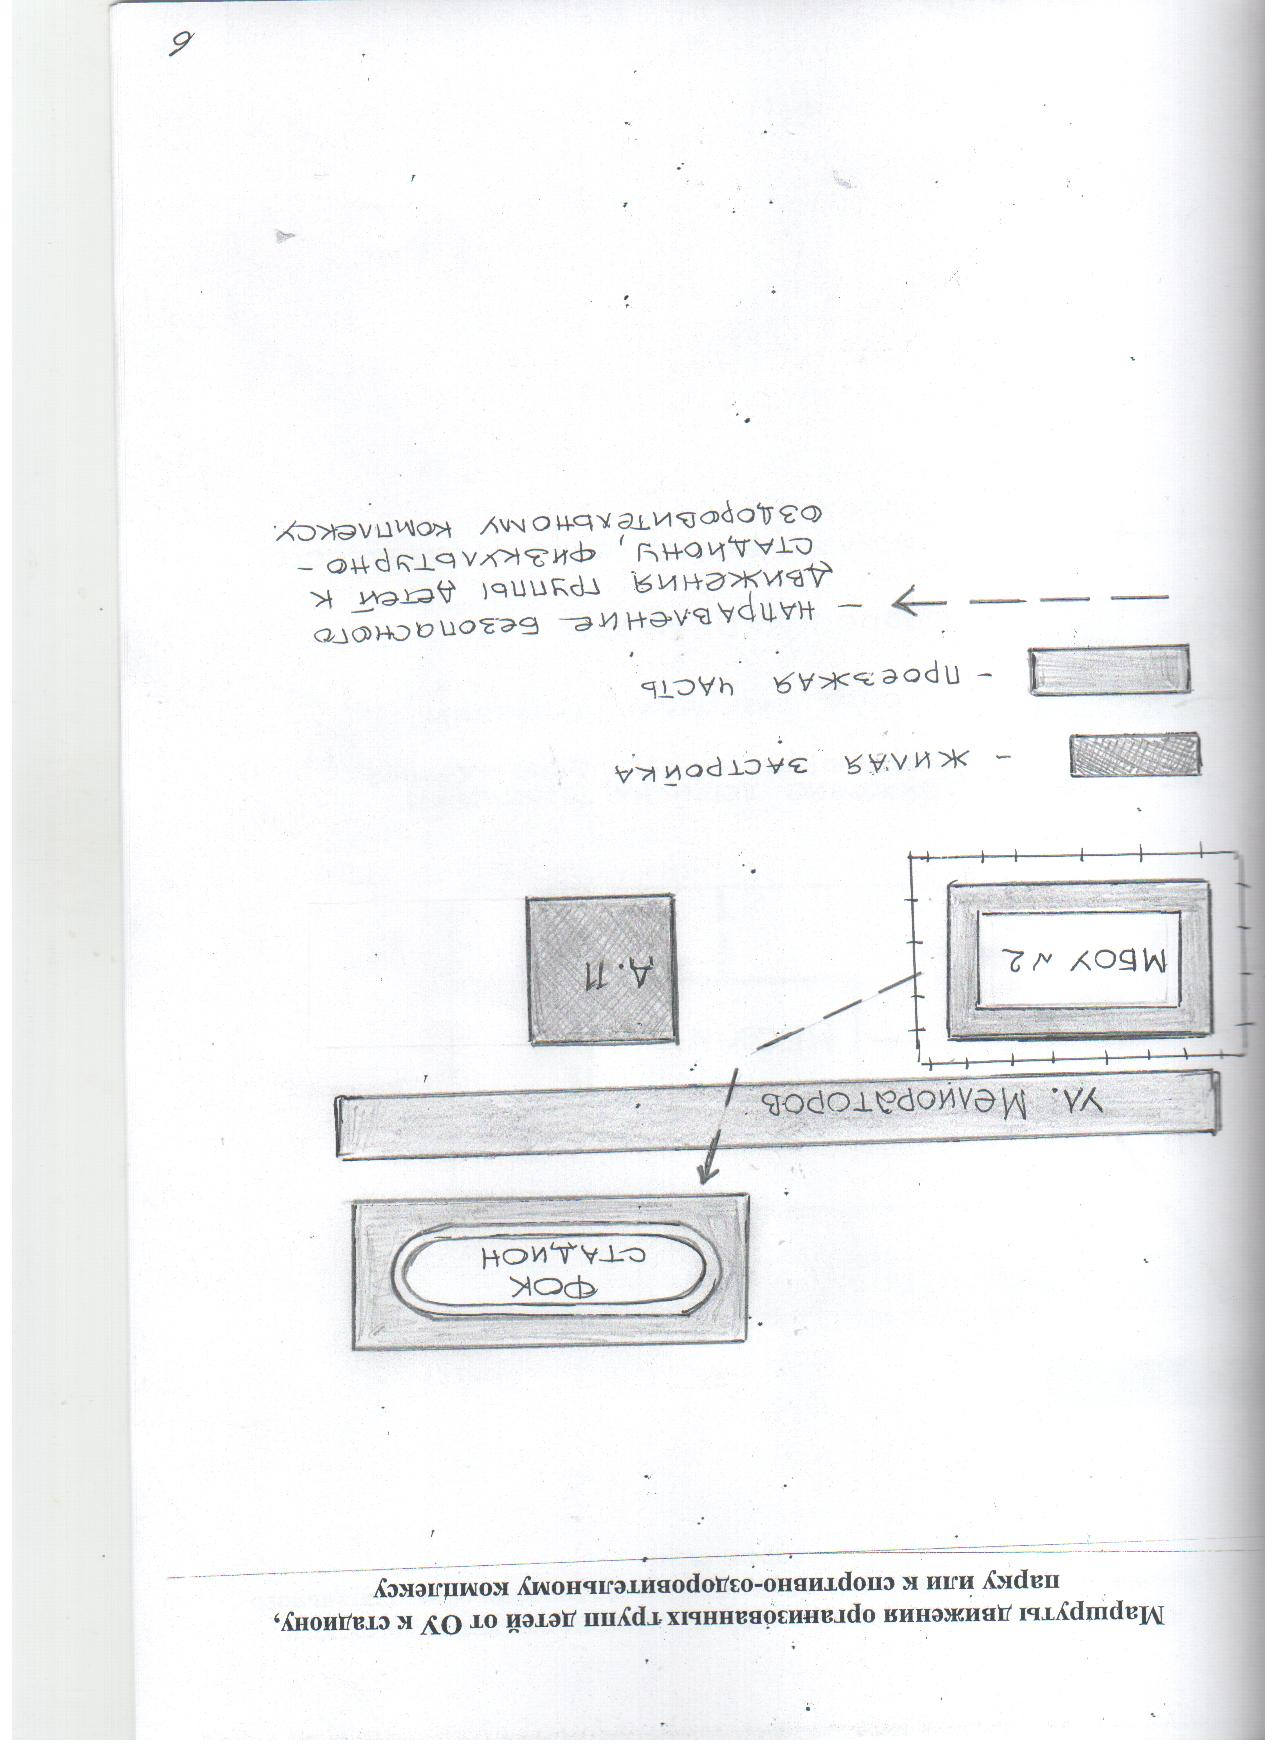 Маршруты движения организованных групп детей от ОУ к стадиону,
парку или к спортивно-оздоровительному комплексу
ФОК
СТАДИОН
УЛ. МЕЛИОРАТОРОВ
МБОУ №2
Д. 11
- ЖИЛАЯ ЗАСТРОЙКА
- ПРОЕЗЖАЯ ЧАСТЬ
- НАПРАВЛЕНИЕ БЕЗОПАСНОГО
ДВИЖЕНИЯ ГРУППЫ ДЕТЕЙ К
СТАДИОНУ, ФИЗКУЛЬТУРНО-
ОЗДОРОВИТЕЛЬНОМУ КОМПЛЕКСУ.